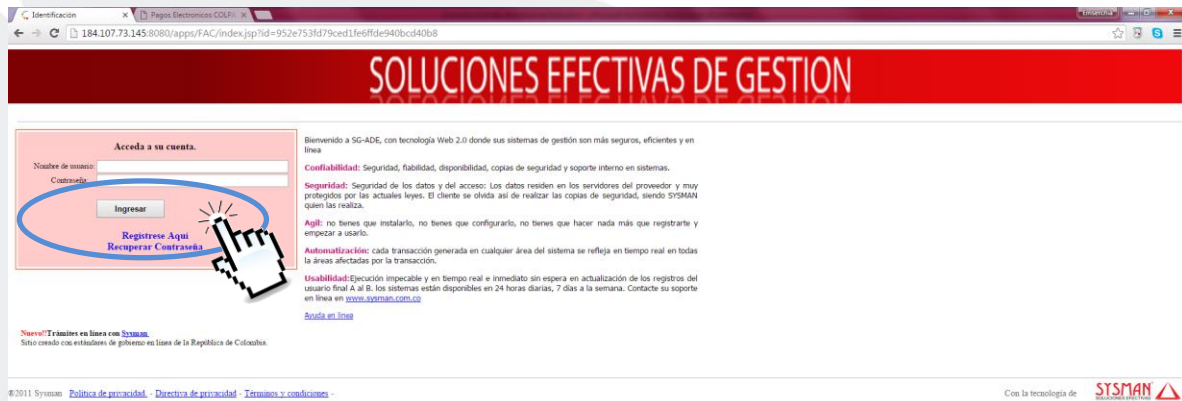 Identificación
Pagos Electronicos COLPA
Emserchia
184.107.73.145:8080/apps/FAC/index.jsp?id=952e753fd79ced1fe6ffde940bcd40b8
SOLUCIONES EFECTIVAS DE GESTION
Acceda a su cuenta.
Nombre de usuario:
Contraseña:
Ingresar
Registrese Aqui
Recuperar Contraseña
Bienvenido a SG-ADE, con tecnología Web 2.0 donde sus sistemas de gestión son más seguros, eficientes y en
línea
Confiabilidad: Seguridad, fiabilidad, disponibilidad, copias de seguridad y soporte interno en sistemas.
Seguridad: Seguridad de los datos y del acceso: Los datos residen en los servidores del proveedor y muy
protegidos por las actuales leyes. El cliente se olvida así de realizar las copias de seguridad, siendo SYSMAN
quien las realiza.
Agil: no tienes que instalarlo, no tienes que configurarlo, no tienes que hacer nada más que registrarte y
empezar a usarlo.
Automatización: cada transacción generada en cualquier área del sistema se refleja en tiempo real en todas
la áreas afectadas por la transacción.
Usabilidad:Ejecución impecable y en tiempo real e inmediato sin espera en actualización de los registros del
usuario final A al B. los sistemas están disponibles en 24 horas diarias, 7 días a la semana. Contacte su soporte
en línea en www.sysman.com.co
Ayuda en linea
Nuevo!!Trámites en línea con Sysman.
Sitio creado con estándares de gobierno en línea de la República de Colombia.
©2011 Sysman Política de privacidad. - Directiva de privacidad - Términos y condiciones -
Con la tecnología de
SYSMAN
SOLUCIONES EFECTIVAS